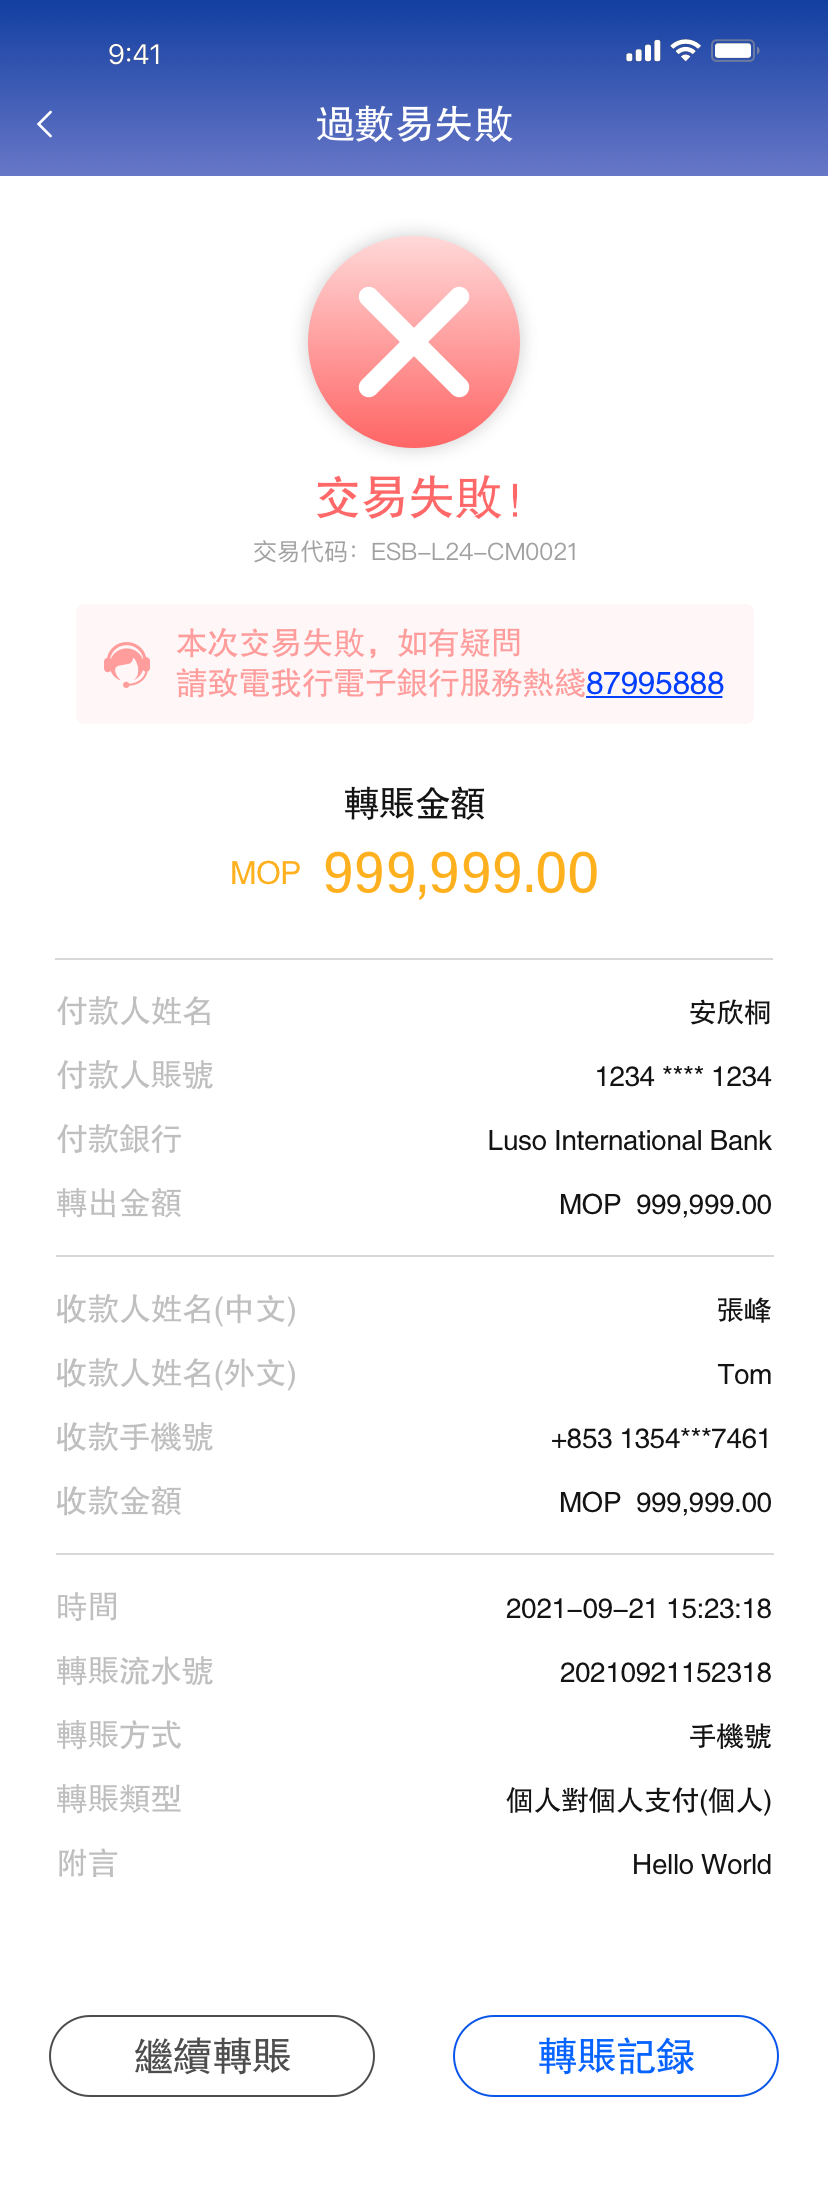 9:41
過數易失敗
交易失敗！
交易代码：ESB-L24-CM0021
本次交易失敗，如有疑問
請致電我行電子銀行服務熱綫87995888
轉賬金額
MOP 999,999.00
付款人姓名 安欣桐
付款人賬號 1234 **** 1234
付款銀行 Luso International Bank
轉出金額 MOP 999,999.00
收款人姓名(中文) 張峰
收款人姓名(外文) Tom
收款手機號 +853 1354***7461
收款金額 MOP 999,999.00
時間 2021-09-21 15:23:18
轉賬流水號 20210921152318
轉賬方式 手機號
轉賬類型 個人對個人支付(個人)
附言 Hello World
繼續轉賬 轉賬記録